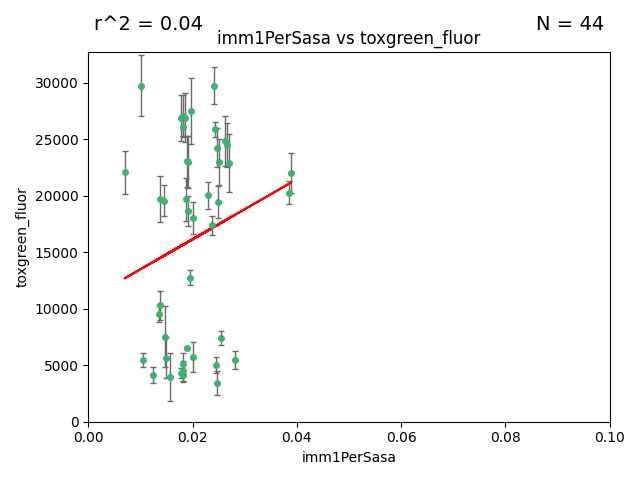 r^2 = 0.04
N = 44
imm1PerSasa vs toxgreen_fluor
30000
25000
20000
15000
10000
5000
0
toxgreen_fluor
0.00
0.02
0.04
0.06
0.08
0.10
imm1PerSasa